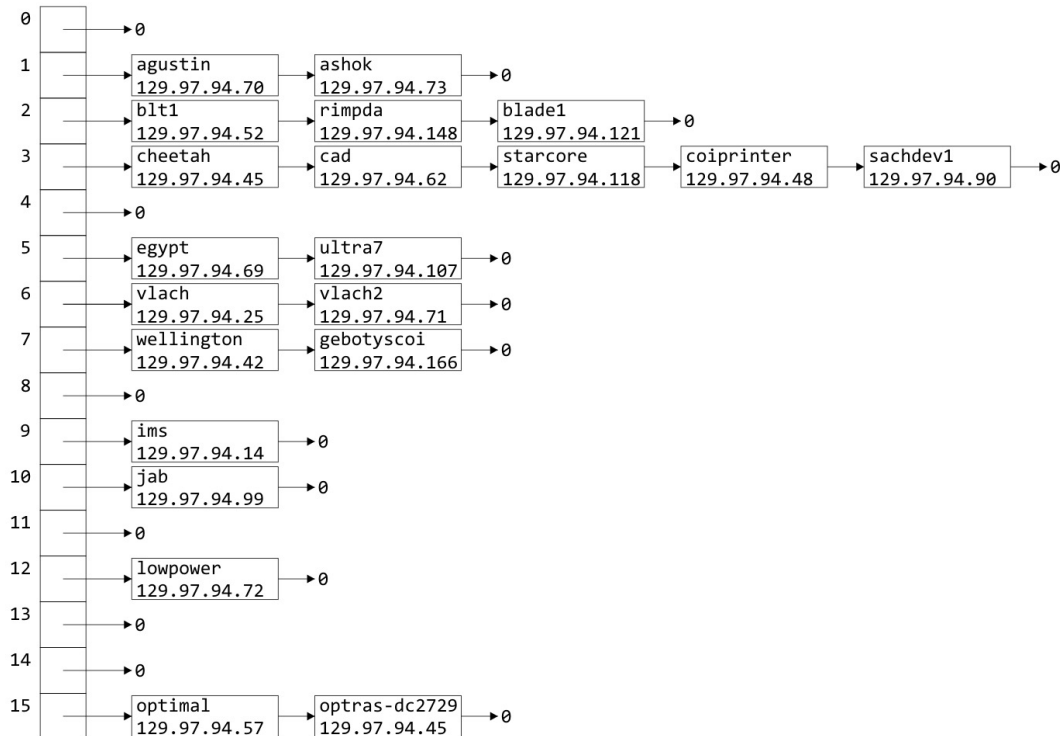 0
0
1
agustin
129.97.94.70
ashok
129.97.94.73
0
2
blt1
129.97.94.52
rimpda
129.97.94.148
blade1
129.97.94.121
0
3
cheetah
129.97.94.45
cad
129.97.94.62
starcore
129.97.94.118
coiprinter
129.97.94.48
sachdev1
129.97.94.90
0
4
0
5
egypt
129.97.94.69
ultra7
129.97.94.107
0
6
vlach
129.97.94.25
vlach2
129.97.94.71
0
7
wellington
129.97.94.42
gebotyscoi
129.97.94.166
0
8
0
9
ims
129.97.94.14
0
10
jab
129.97.94.99
0
11
0
12
lowpower
129.97.94.72
0
13
0
14
0
15
optimal
129.97.94.57
optras-dc2729
129.97.94.45
0